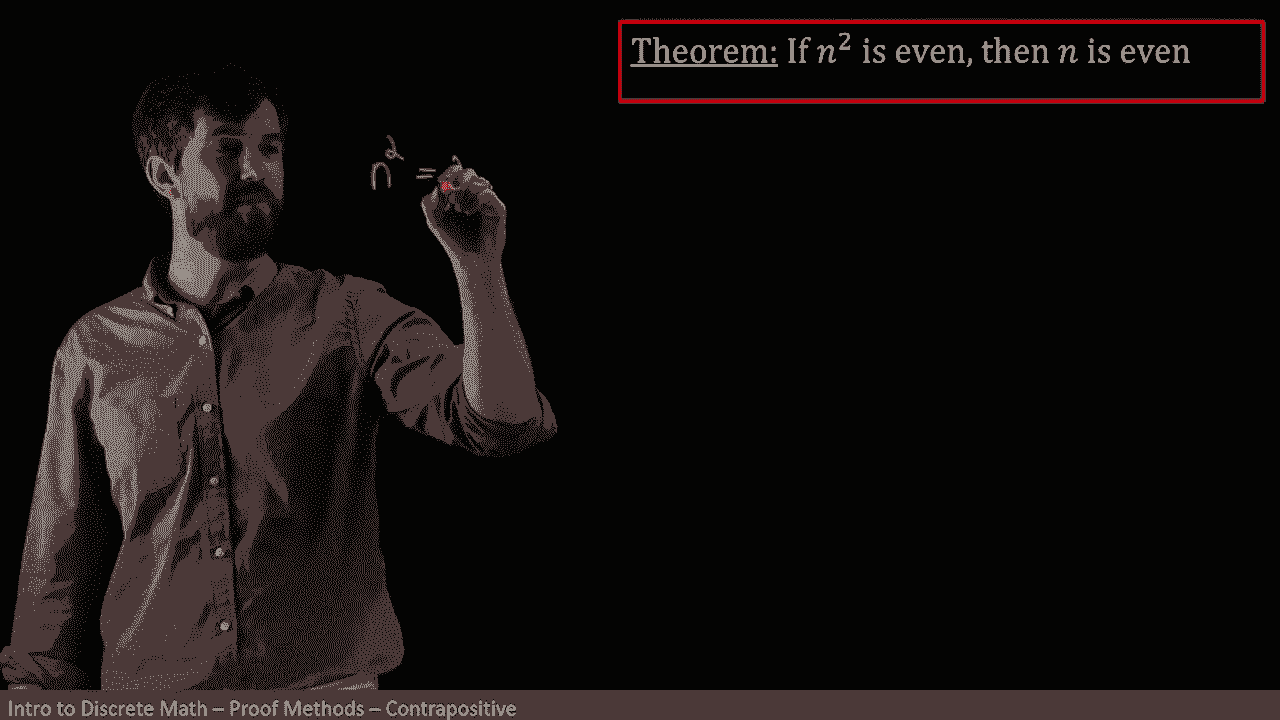 Theorem: If n² is even, then n is even
n² =
Intro to Discrete Math – Proof Methods – Contrapositive